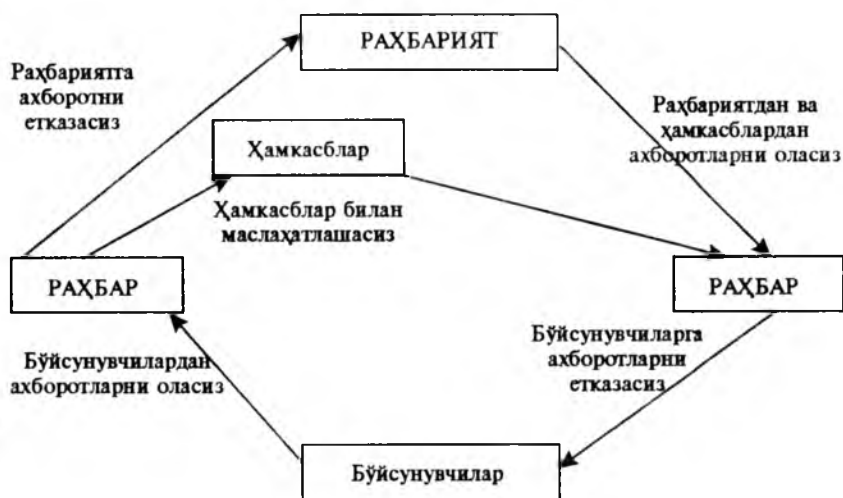 РАҲБАРИЯТ
Раҳбариятга
ахборотни
етказасиз
Раҳбариятдан ва
ҳамкасблардан
ахборотларни оласиз
Ҳамкасблар
Ҳамкасблар билан
маслаҳатлашасиз
РАҲБАР
РАҲБАР
Бўйсунувчилардан
ахборотларни оласиз
Бўйсунувчиларга
ахборотларни
етказасиз
Бўйсунувчилар